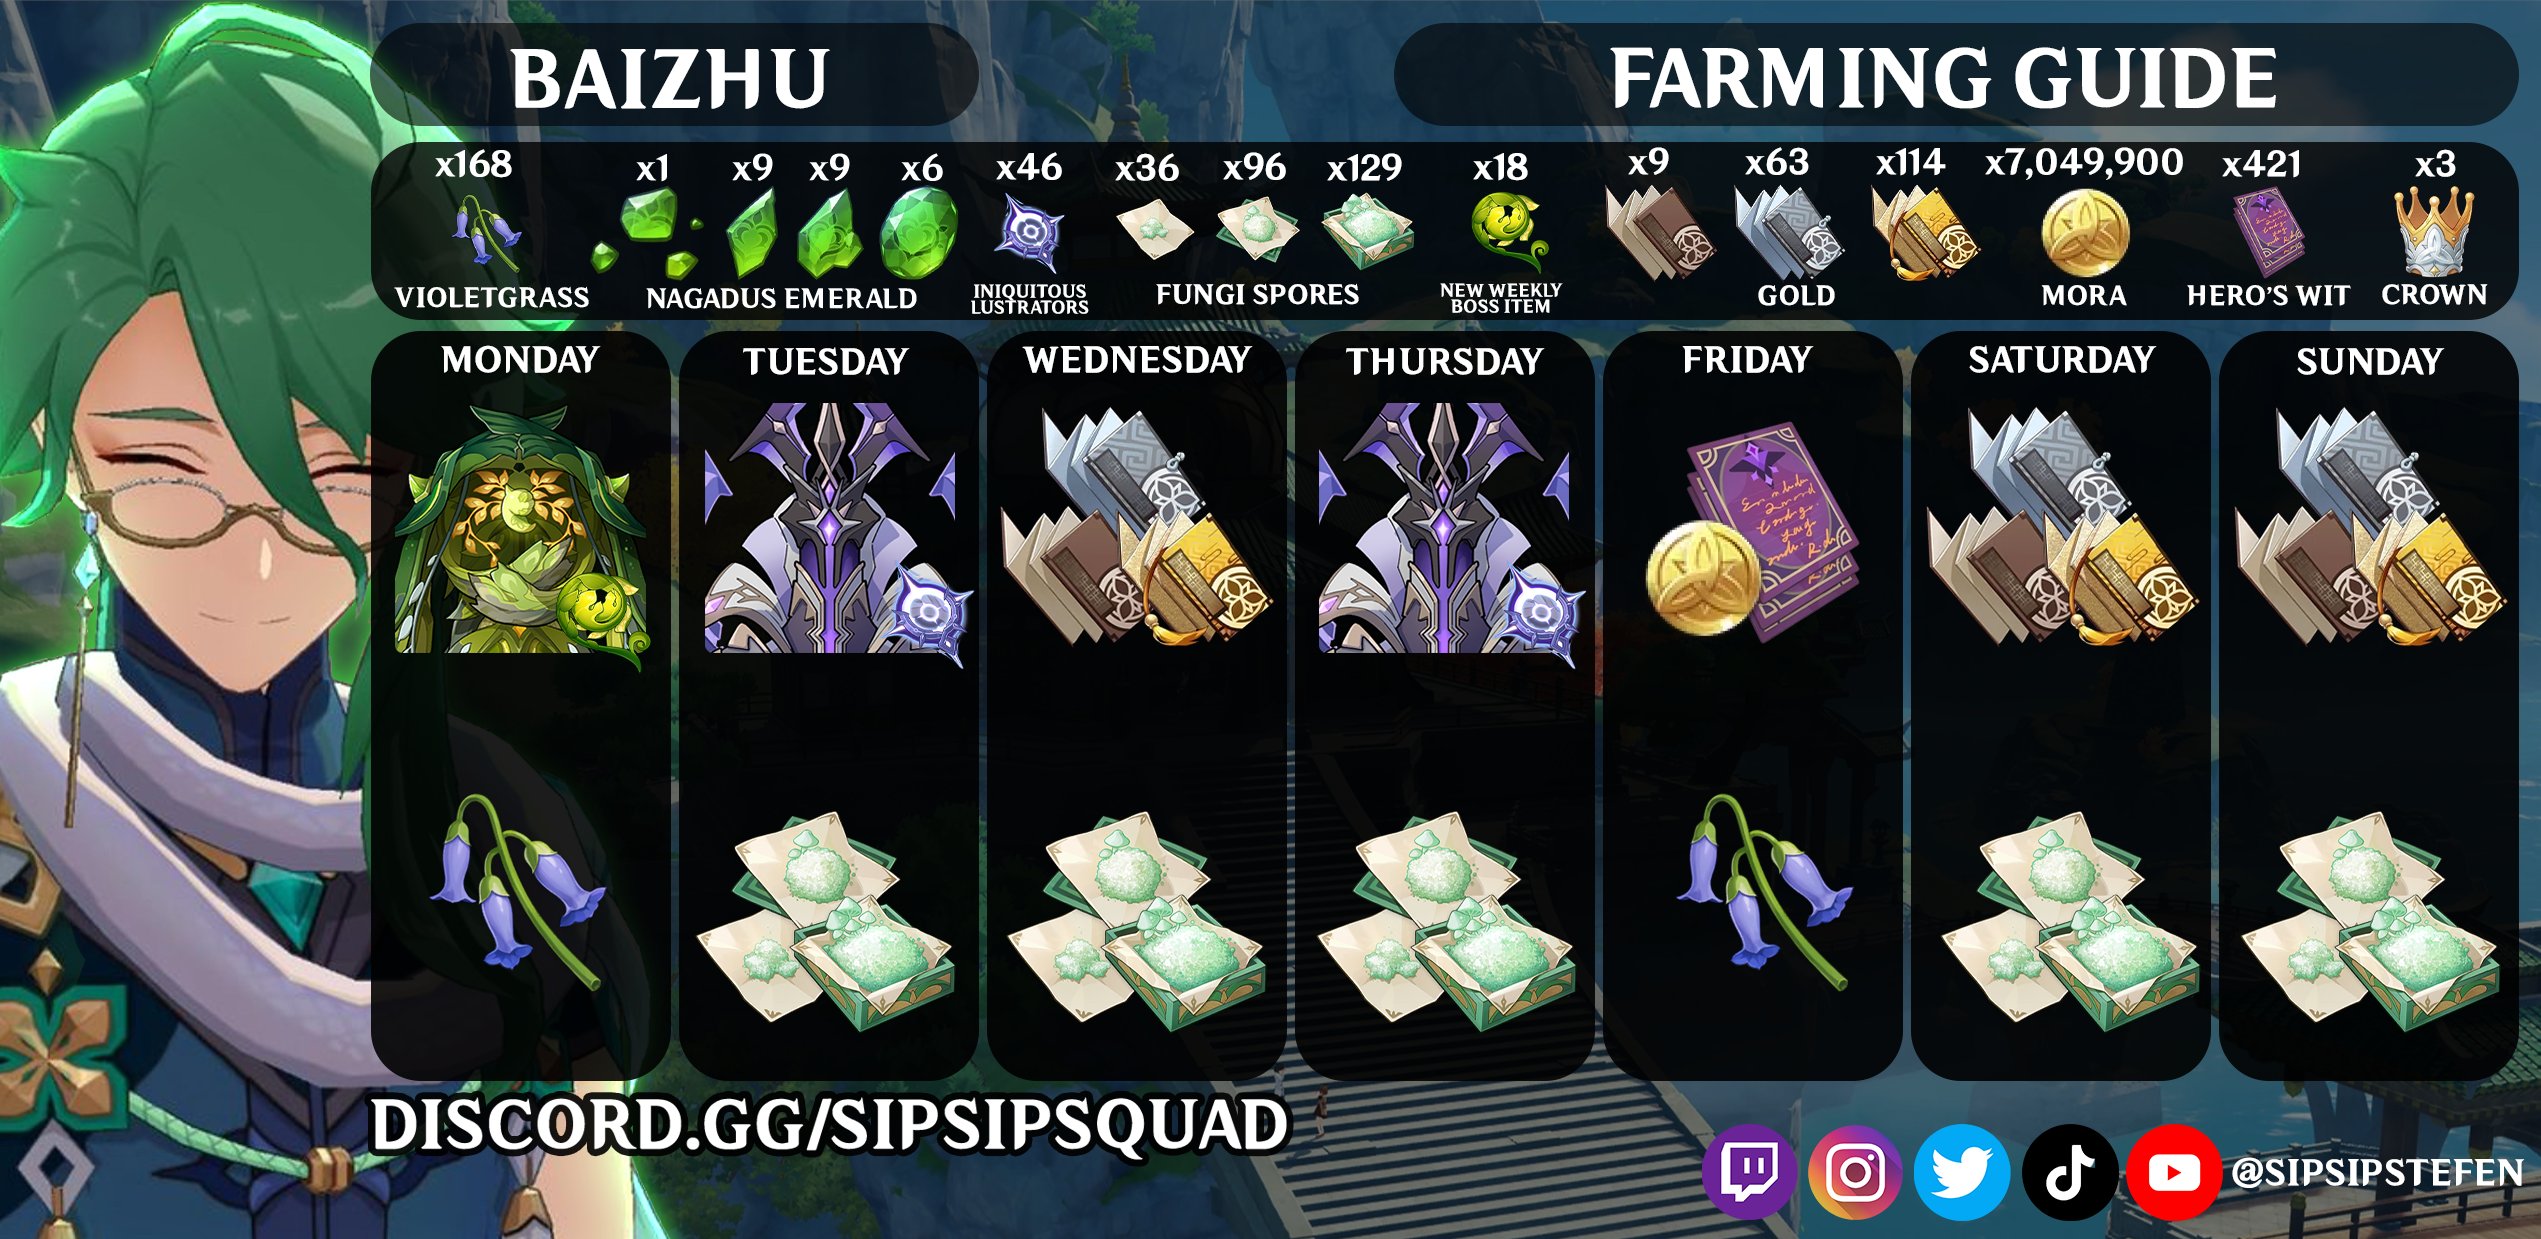 BAIZHU
FARMING GUIDE
x168
x1
x9
x9
x6
x46
x36
x96
x129
x18
x9
x63
x114
x7,049,900
x421
x3
VIOLETGRASS
NAGADUS EMERALD
INIQUITOUS
LUSTRATORS
FUNGI SPORES
NEW WEEKLY
BOSS ITEM
GOLD
MORA
HERO'S WIT
CROWN
MONDAY
TUESDAY
WEDNESDAY
THURSDAY
FRIDAY
SATURDAY
SUNDAY
DISCORD.GG/SIPSIPSQUAD
@SIPSIPSTEFEN